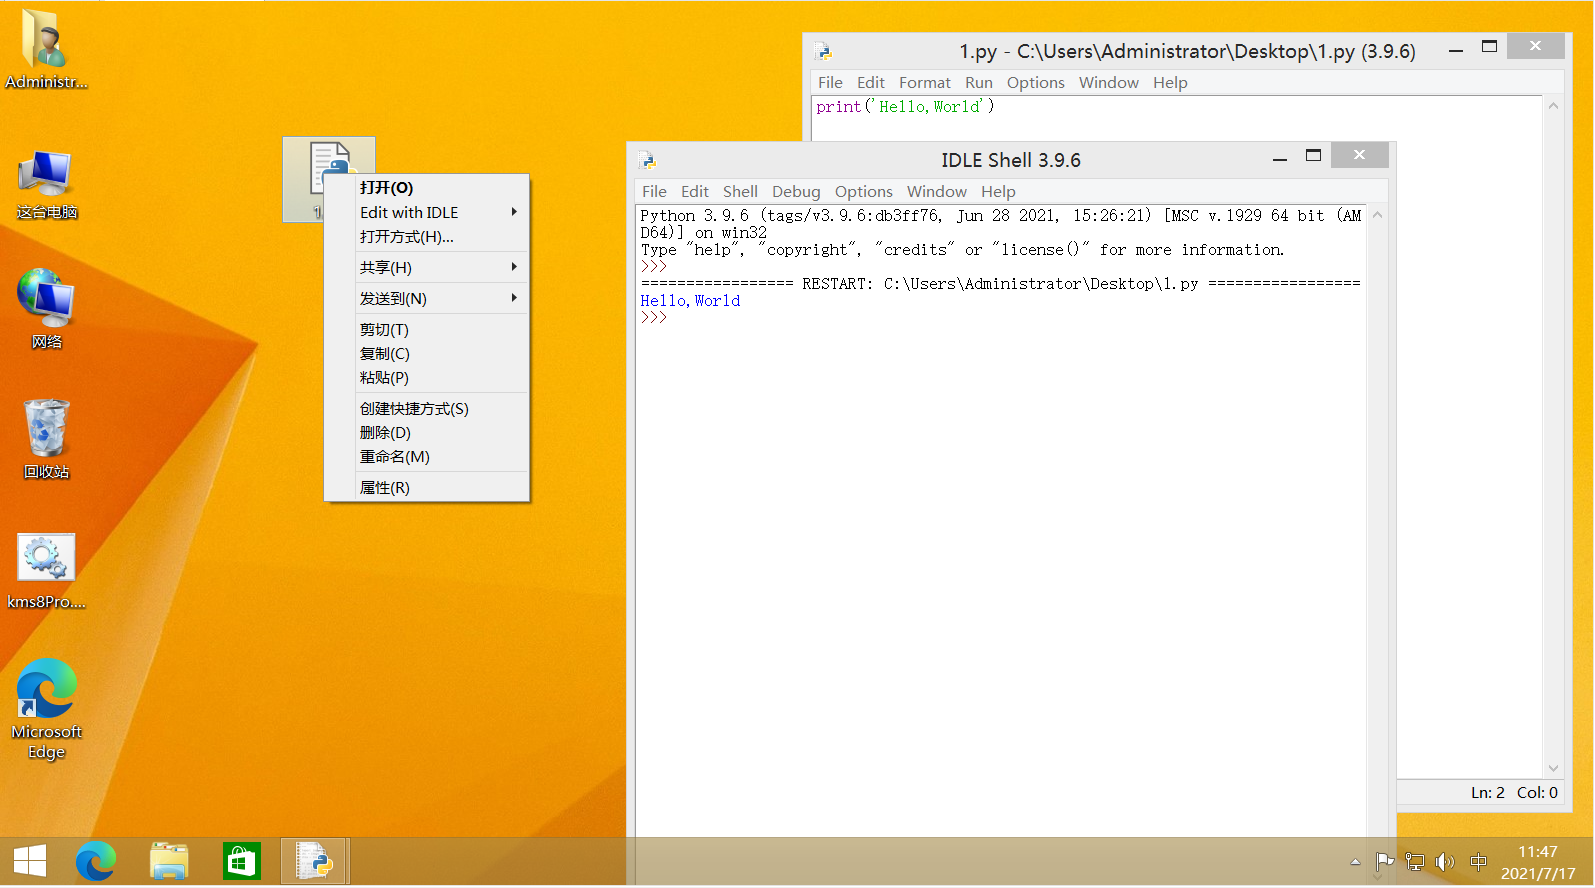 Administr...
这台电脑
网络
回收站
kms8Pro....
Microsoft
Edge
1.
打开(O)
Edit with IDLE
打开方式(H)...
共享(H)
发送到(N)
剪切(T)
复制(C)
粘贴(P)
创建快捷方式(S)
删除(D)
重命名(M)
属性(R)
1.py - C:\Users\Administrator\Desktop\1.py (3.9.6)
File Edit Format Run Options Window Help
print('Hello,World')
IDLE Shell 3.9.6
File Edit Shell Debug Options Window Help
Python 3.9.6 (tags/v3.9.6:db3ff76, Jun 28 2021, 15:26:21) [MSC v.1929 64 bit (AM
D64)] on win32
Type "help", "copyright", "credits" or "license()" for more information.
>>>
================= RESTART: C:\Users\Administrator\Desktop\1.py =================
Hello,World
>>>
Ln: 2 Col: 0
中
11:47
2021/7/17